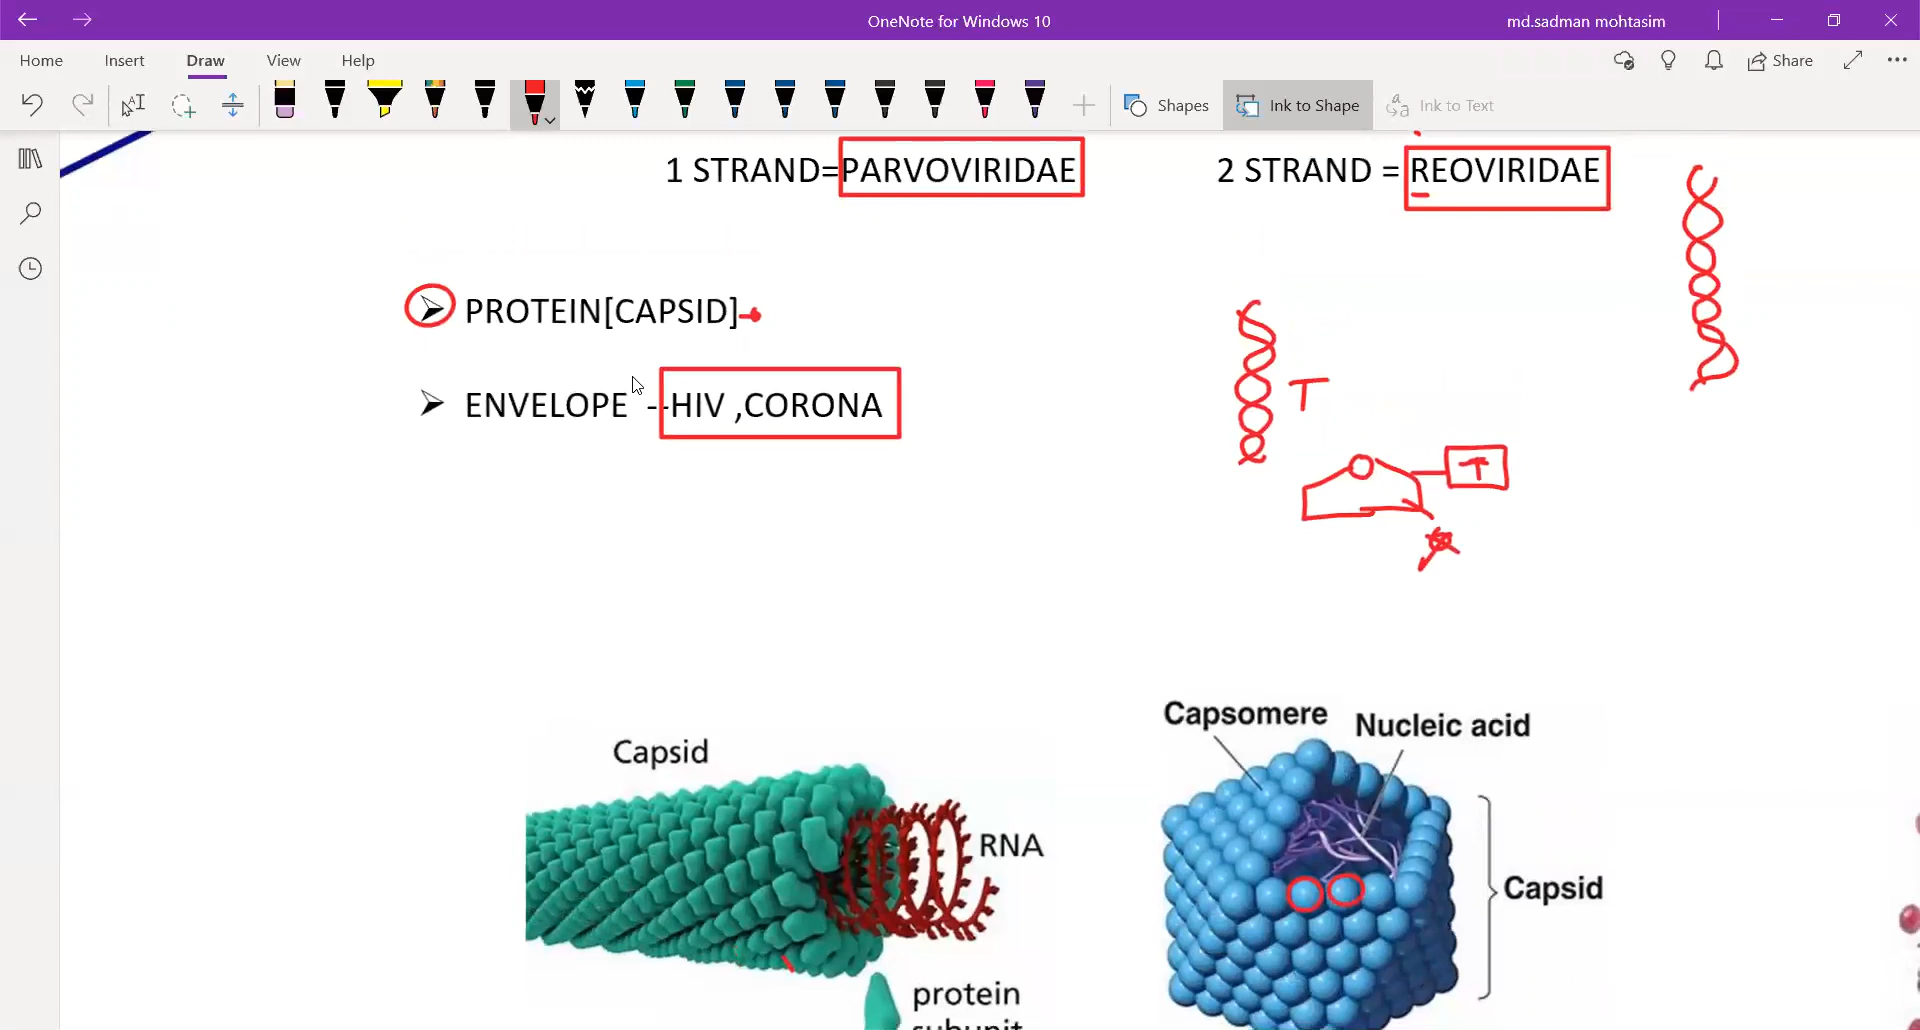 OneNote for Windows 10
md.sadman mohtasim
Home Insert Draw View Help
Share
Shapes Ink to Shape Ink to Text
1 STRAND=PARVOVIRIDAE 2 STRAND = REOVIRIDAE
PROTEIN[CAPSID]
ENVELOPE --HIV ,CORONA
T
T
Capsomere
Nucleic acid
Capsid
RNA
Capsid
protein
subunit